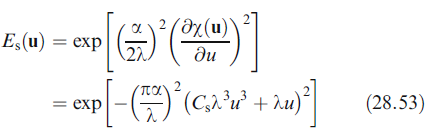 E_s(u) = exp[(α/2λ)² (∂χ(u)/∂u)²]
= exp[−(πα/λ)² (C_sλ³u³ + λu)²] (28.53)